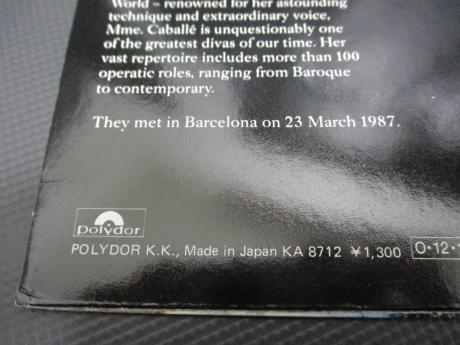 World – renowned for her astounding
technique and extraordinary voice,
Mme. Caballé is unquestionably one
of the greatest divas of our time. Her
vast repertoire includes more than 100
operatic roles, ranging from Baroque
to contemporary.
They met in Barcelona on 23 March 1987.
polydor
POLYDOR K.K., Made in Japan KA 8712 ¥1,300 O·12·1